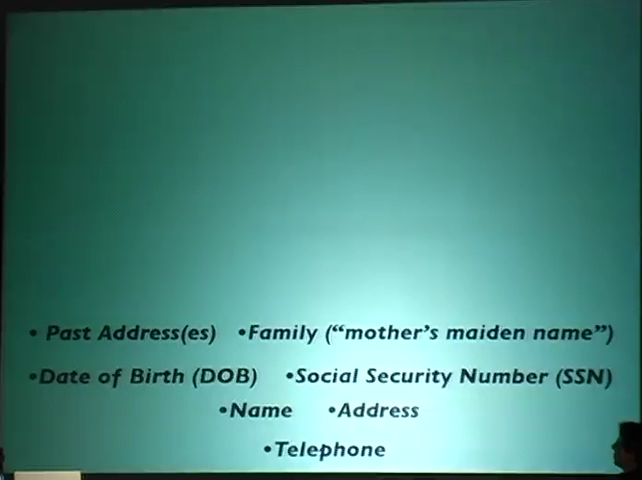 • Past Address(es) •Family (“mother’s maiden name”)
•Date of Birth (DOB) •Social Security Number (SSN)
•Name •Address
•Telephone